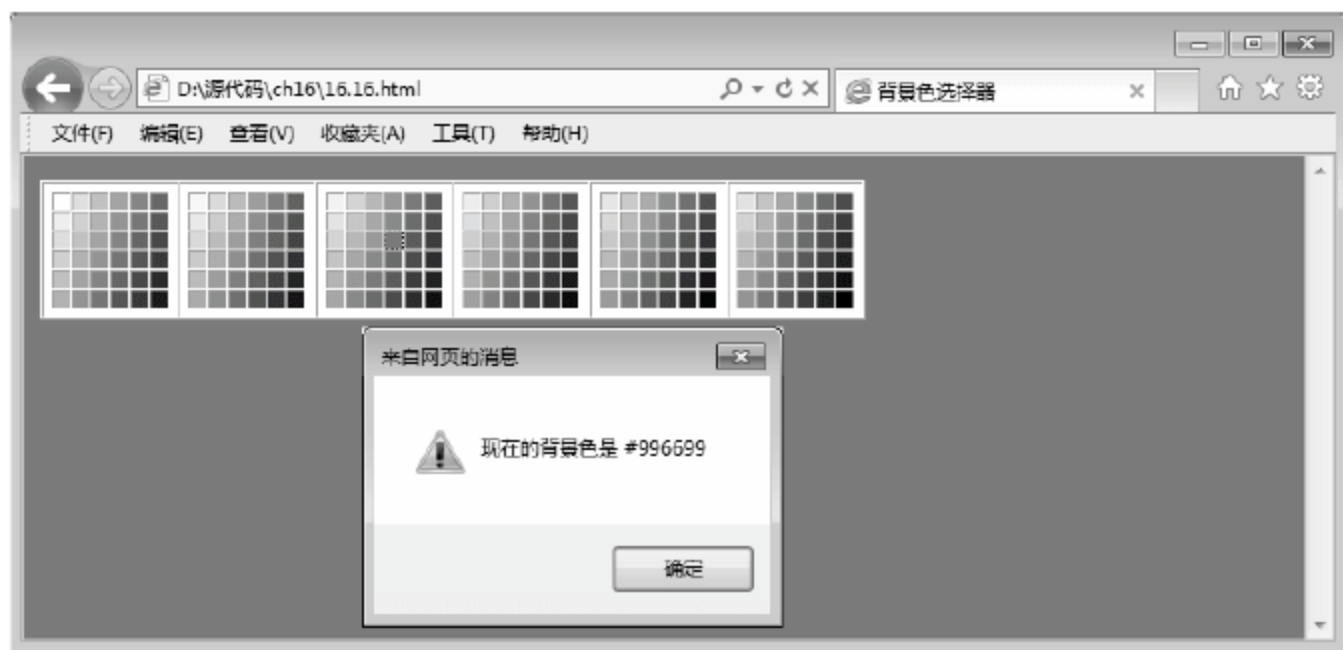 D:\源代码\ch16\16.16.html
背景色选择器
文件(F) 编辑(E) 查看(V) 收藏夹(A) 工具(T) 帮助(H)
来自网页的消息
现在的背景色是 #996699
确定